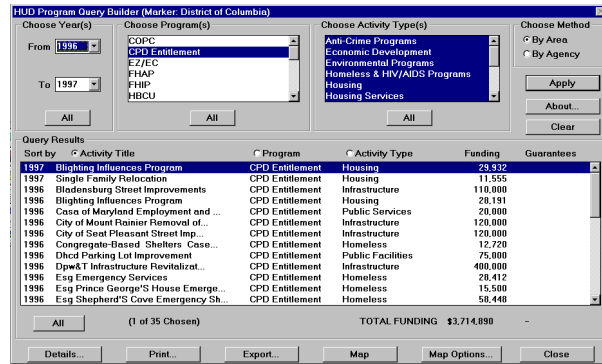 HUD Program Query Builder (Marker: District of Columbia)
Choose Year(s)
From 1996
To 1997
All
Choose Program(s)
COPC
CPD Entitlement
EZ/EC
FHAP
FHIP
HBCU
All
Choose Activity Type(s)
Anti-Crime Programs
Economic Development
Environmental Programs
Homeless & HIV/AIDS Programs
Housing
Housing Services
All
Choose Method
By Area
By Agency
Apply
About...
Clear
Query Results
Sort by Activity Title Program Activity Type Funding Guarantees
1997 Blighting Influences Program CPD Entitlement Housing 29,932
1997 Single Family Relocation CPD Entitlement Housing 11,555
1996 Bladensburg Street Improvements CPD Entitlement Infrastructure 110,000
1996 Blighting Influences Program CPD Entitlement Housing 28,191
1996 Casa of Maryland Employment and ... CPD Entitlement Public Services 20,000
1996 City of Mount Rainier Removal of... CPD Entitlement Infrastructure 120,000
1996 City of Seat Pleasant Street Imp... CPD Entitlement Infrastructure 120,000
1996 Congregate-Based Shelters Case... CPD Entitlement Homeless 12,720
1996 Dhcd Parking Lot Improvement CPD Entitlement Public Facilities 75,000
1996 Dpw&T Infrastructure Revitalizat... CPD Entitlement Infrastructure 400,000
1996 Esg Emergency Services CPD Entitlement Homeless 28,412
1996 Esg Prince George'S House Emerge... CPD Entitlement Homeless 15,500
1996 Esg Shepherd'S Cove Emergency Sh... CPD Entitlement Homeless 58,448
All (1 of 35 Chosen) TOTAL FUNDING $3,714,890 -
Details... Print... Export... Map Map Options... Close